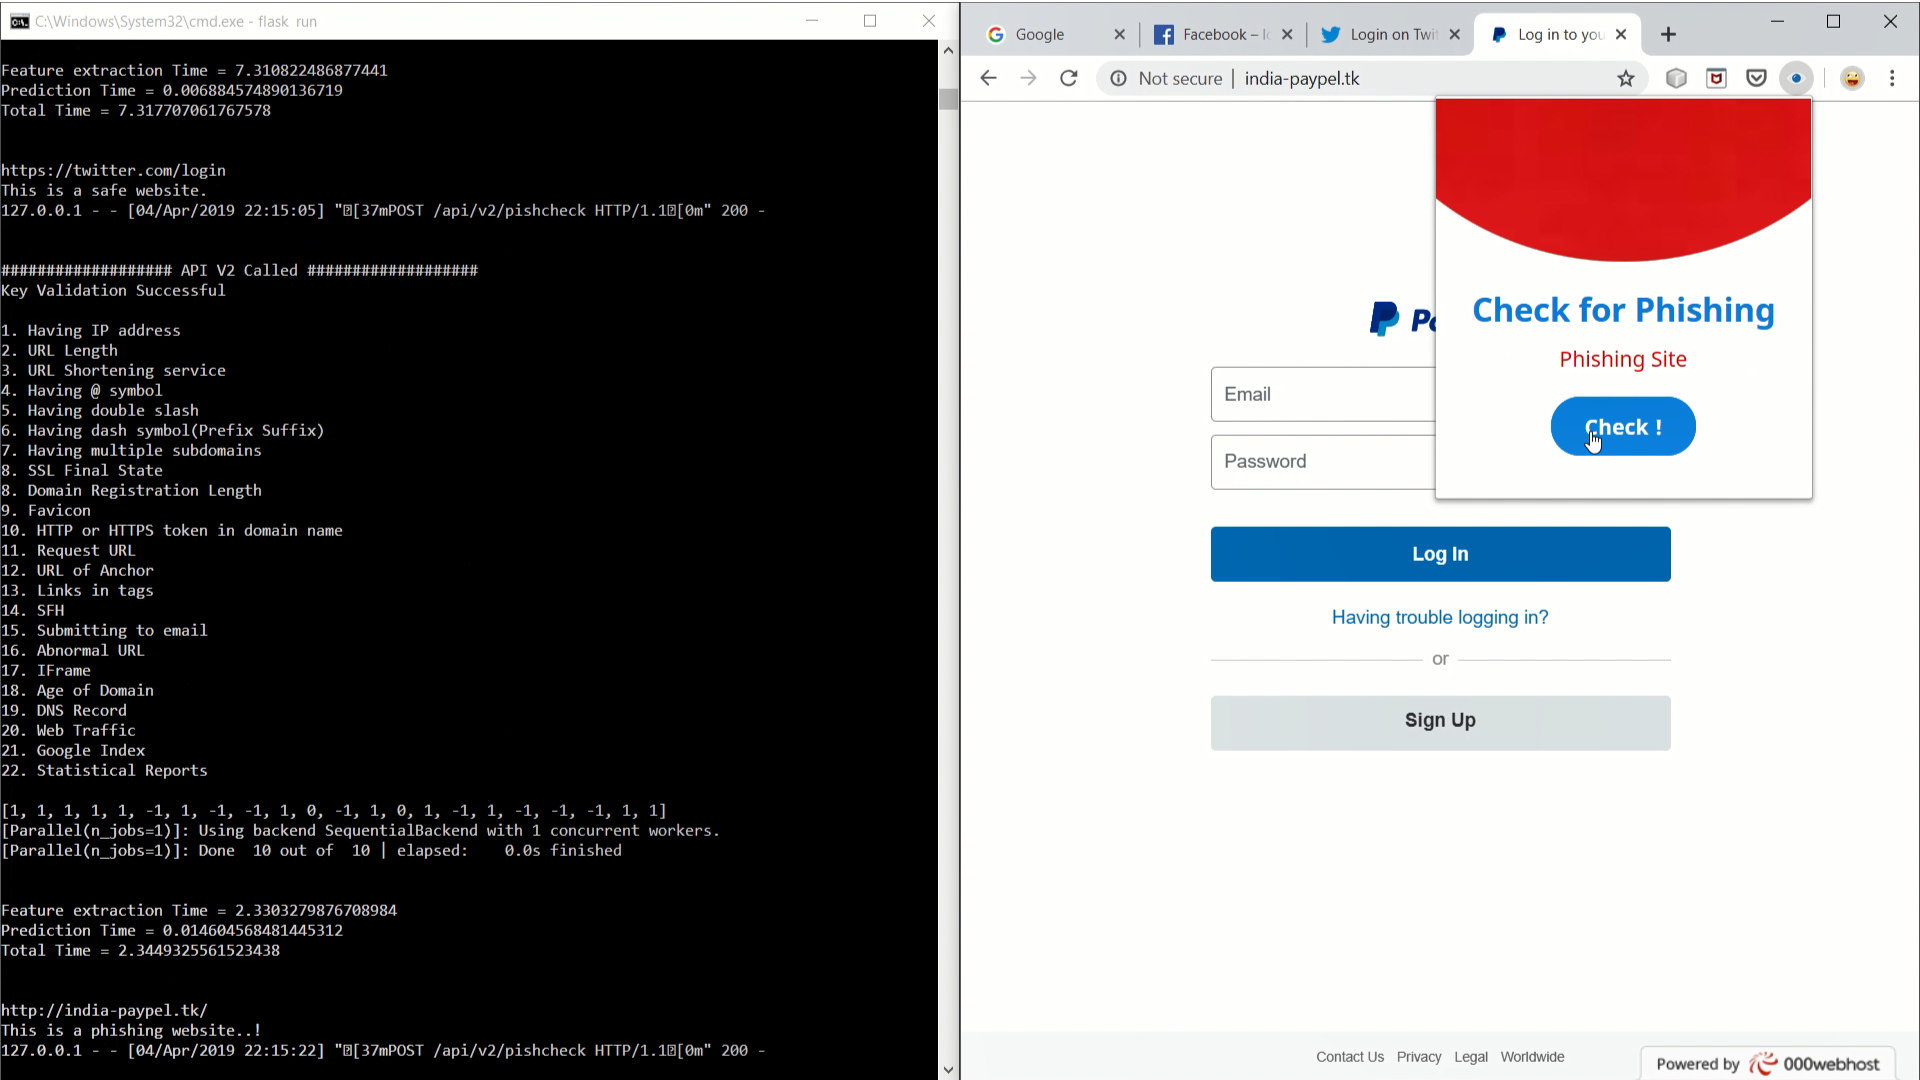 C:\Windows\System32\cmd.exe - flask run
Feature extraction Time = 7.310822486877441
Prediction Time = 0.006884574890136719
Total Time = 7.317707061767578
https://twitter.com/login
This is a safe website.
127.0.0.1 - - [04/Apr/2019 22:15:05] "[37mPOST /api/v2/pishcheck HTTP/1.1[0m" 200 -
################### API V2 Called ###################
Key Validation Successful
1. Having IP address
2. URL Length
3. URL Shortening service
4. Having @ symbol
5. Having double slash
6. Having dash symbol(Prefix Suffix)
7. Having multiple subdomains
8. SSL Final State
8. Domain Registration Length
9. Favicon
10. HTTP or HTTPS token in domain name
11. Request URL
12. URL of Anchor
13. Links in tags
14. SFH
15. Submitting to email
16. Abnormal URL
17. IFrame
18. Age of Domain
19. DNS Record
20. Web Traffic
21. Google Index
22. Statistical Reports
[1, 1, 1, 1, 1, -1, 1, -1, -1, 1, 0, -1, 1, 0, 1, -1, 1, -1, -1, -1, 1, 1]
[Parallel(n_jobs=1)]: Using backend SequentialBackend with 1 concurrent workers.
[Parallel(n_jobs=1)]: Done  10 out of  10 | elapsed:    0.0s finished
Feature extraction Time = 2.3303279876708984
Prediction Time = 0.014604568481445312
Total Time = 2.3449325561523438
http://india-paypel.tk/
This is a phishing website..!
127.0.0.1 - - [04/Apr/2019 22:15:22] "[37mPOST /api/v2/pishcheck HTTP/1.1[0m" 200 -
Google
Facebook – l
Login on Twi
Log in to you
Not secure | india-paypel.tk
Check for Phishing
Phishing Site
Check !
Email
Password
Log In
Having trouble logging in?
or
Sign Up
Contact Us Privacy Legal Worldwide
Powered by 000webhost